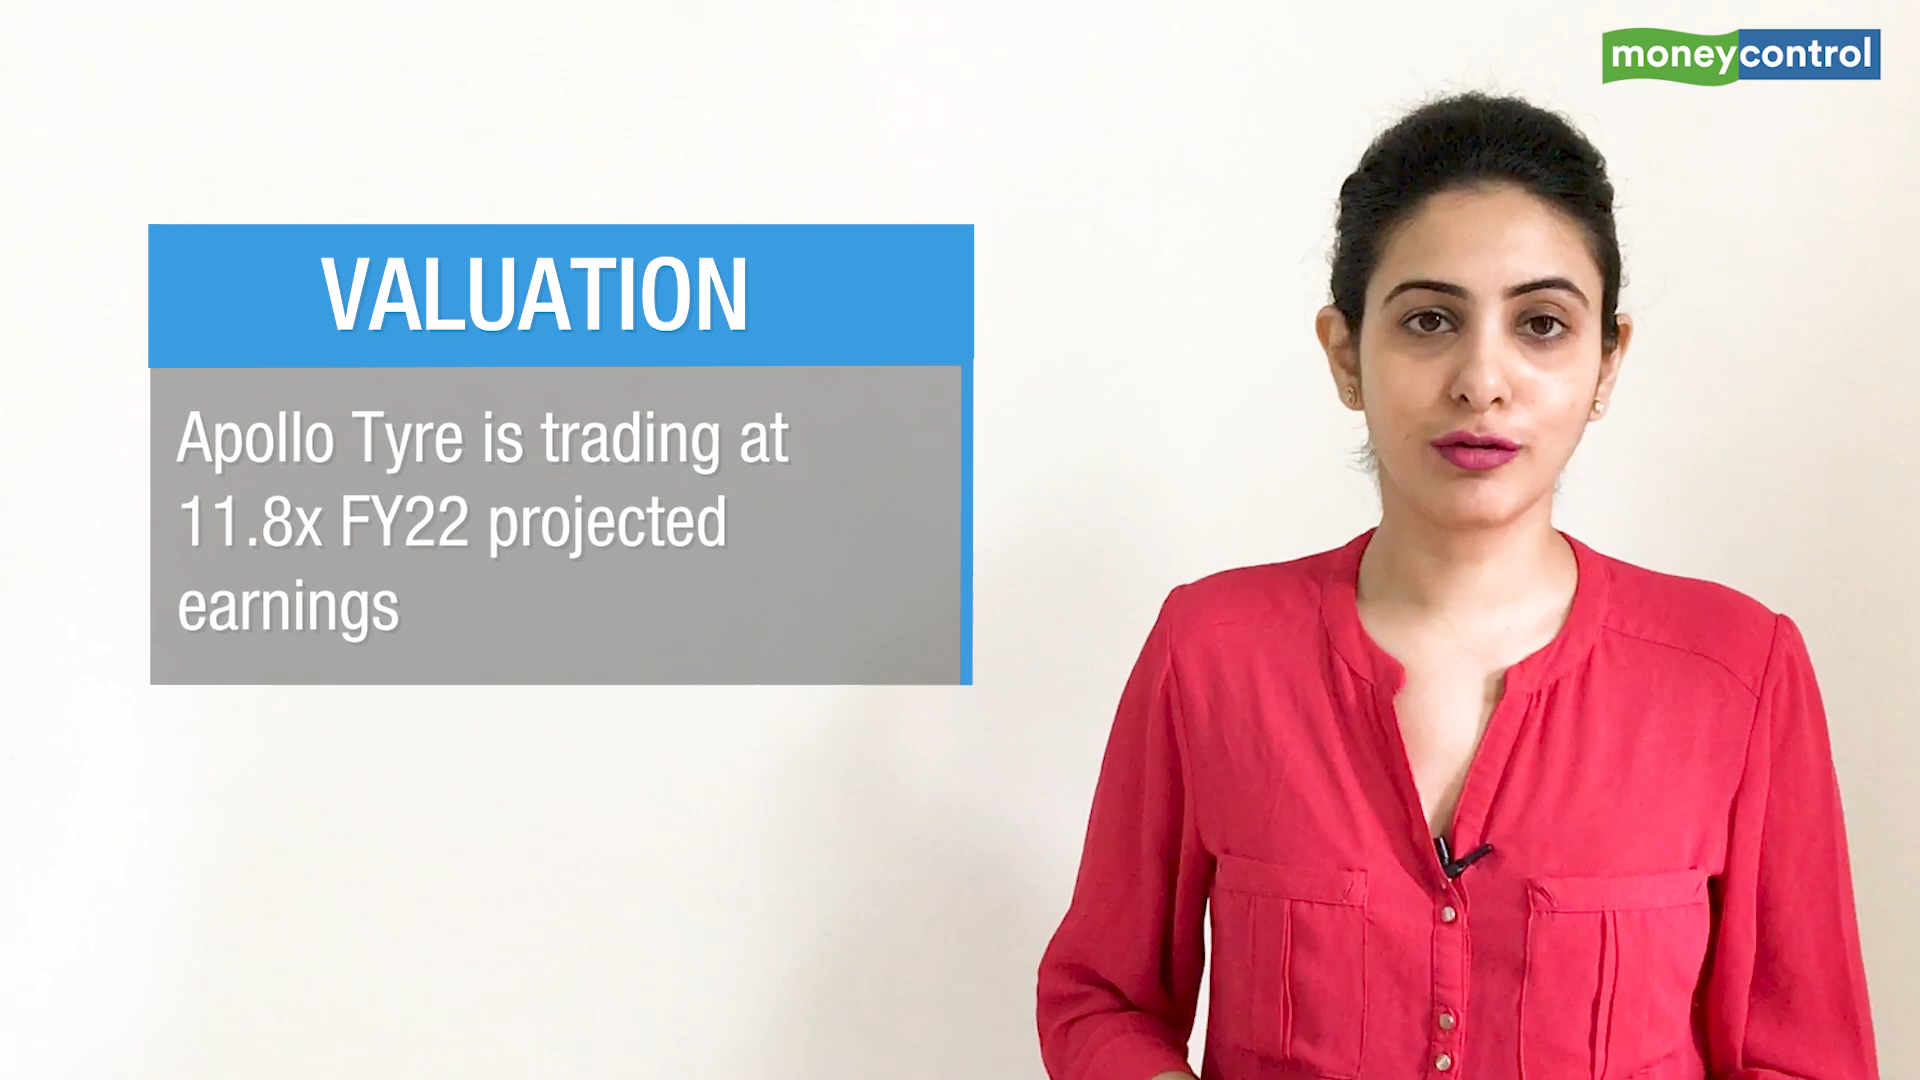 moneycontrol
VALUATION
Apollo Tyre is trading at
11.8x FY22 projected
earnings